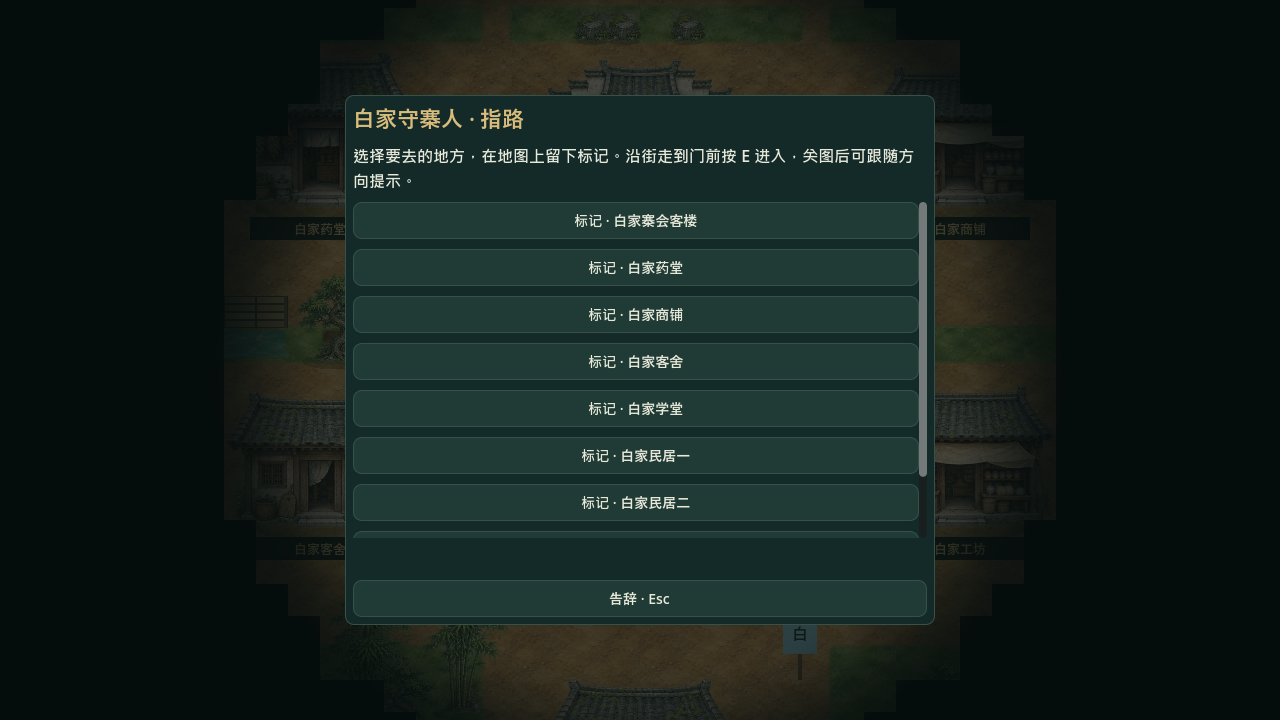 白家守寨人 · 指路
选择要去的地方，在地图上留下标记。沿街走到门前按 E 进入，关图后可跟随方
向提示。
标记 · 白家寨会客楼
标记 · 白家药堂
标记 · 白家商铺
标记 · 白家客舍
标记 · 白家学堂
标记 · 白家民居一
标记 · 白家民居二
告辞 · Esc
白家药堂
白家商铺
白家客舍
白家工坊
白